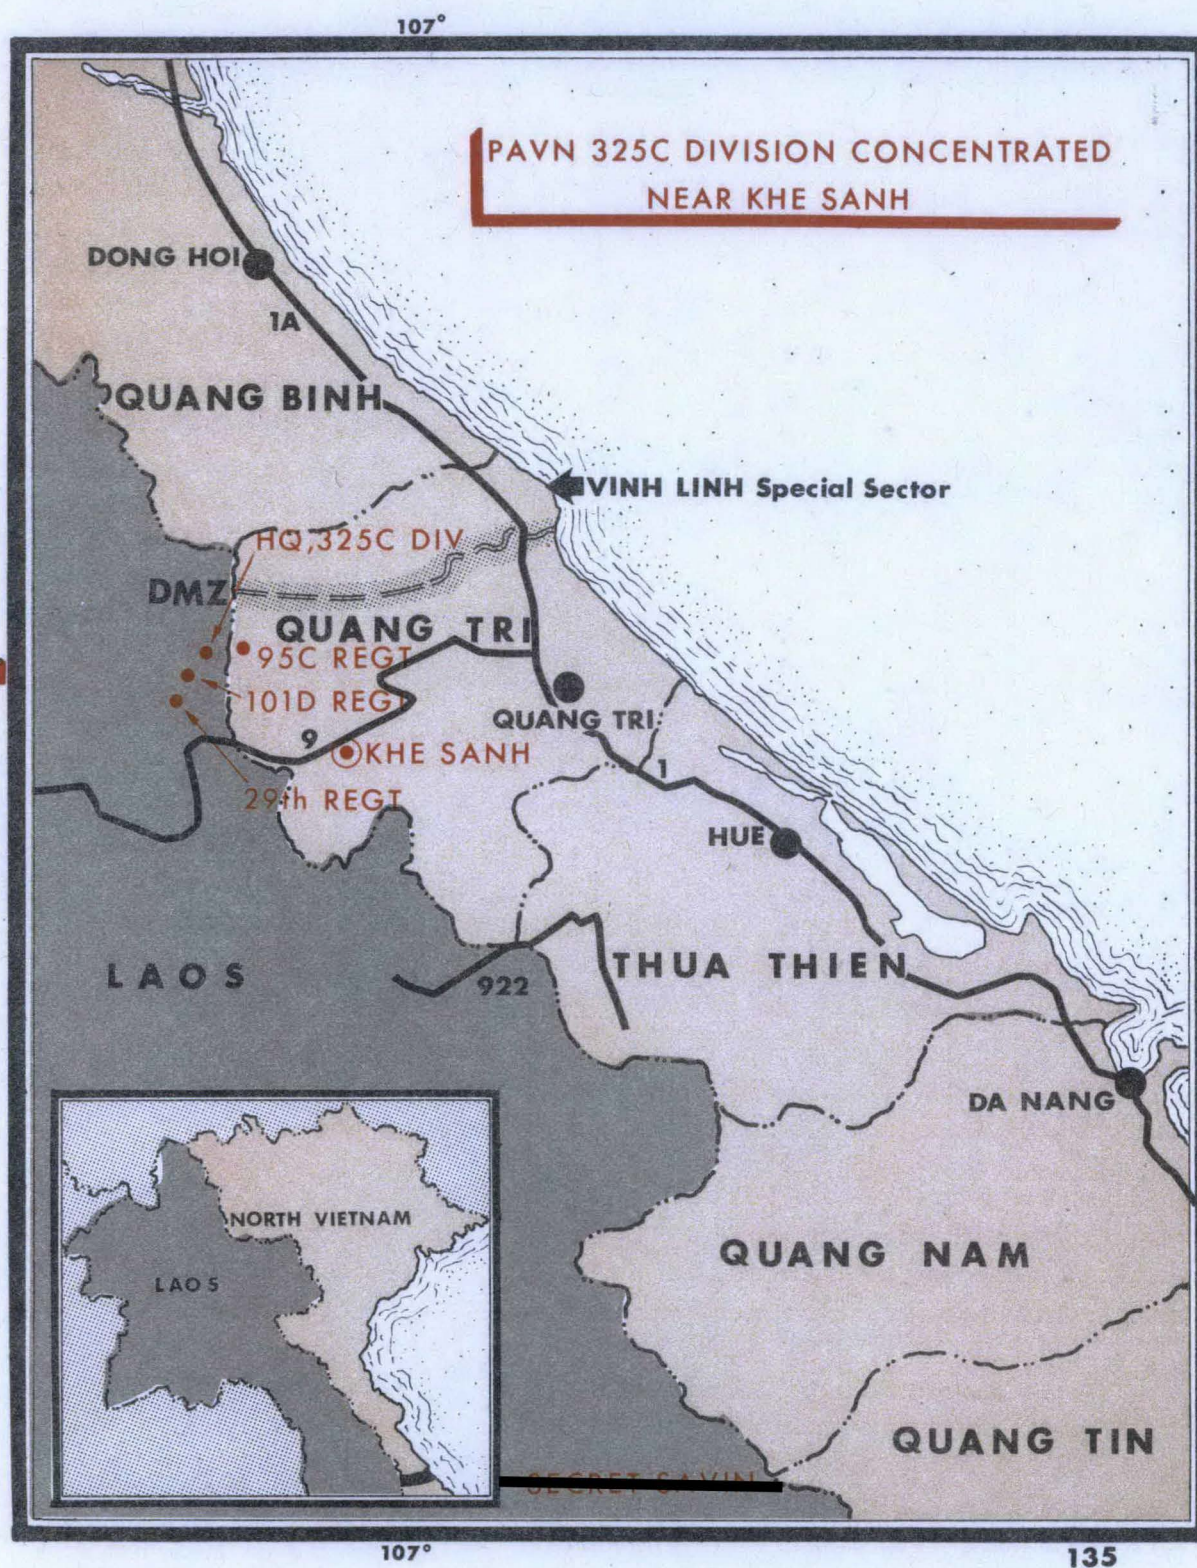 107°
PAVN 325C DIVISION CONCENTRATED
NEAR KHE SANH
DONG HOI
1A
QUANG BINH
VINH LINH Special Sector
HQ, 325C DIV
DMZ
QUANG TRI
95C REGT
101D REGT
QUANG TRI
9
KHE SANH
1
29th REGT
HUE
LAOS
THUA THIEN
922
DA NANG
NORTH VIETNAM
LAOS
QUANG NAM
QUANG TIN
SECRET SAVIN
107°
135